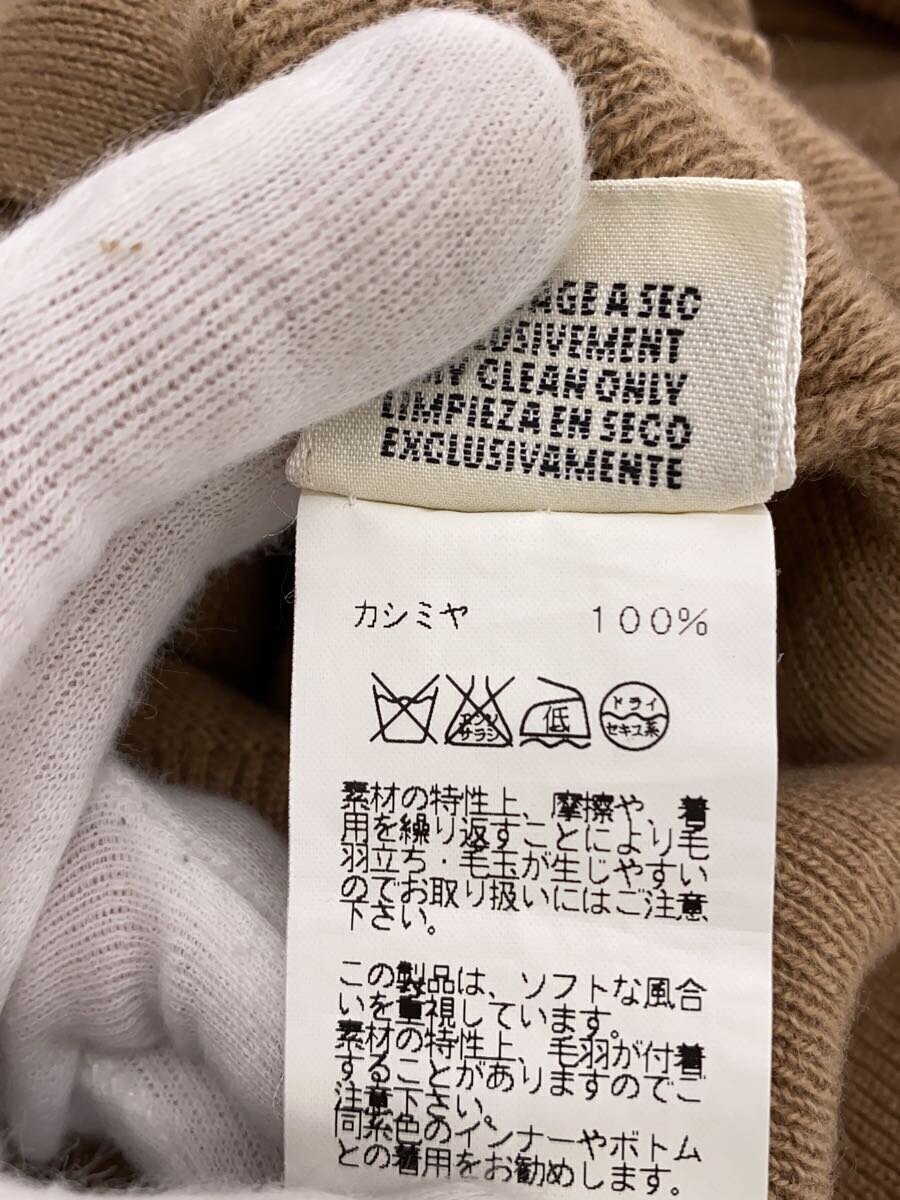 A SEC
CLEAN ONLY
LIMPIEZA EN SECO
EXCLUSIVAMENTE
カシミヤ 100%
エンソ
サラシ
低
ドライ
セキユ系
素材の特性上、摩擦や、着
用を繰り返すことにより毛
羽立ち・毛玉が生じやすい
のでお取り扱いにはご注意
下さい。
この製品は、ソフトな風合
いを重視しています。
素材の特性上、毛羽が付着
することがありますのでご
注意下さい。
同系色のインナーやボトム
との着用をお勧めします。